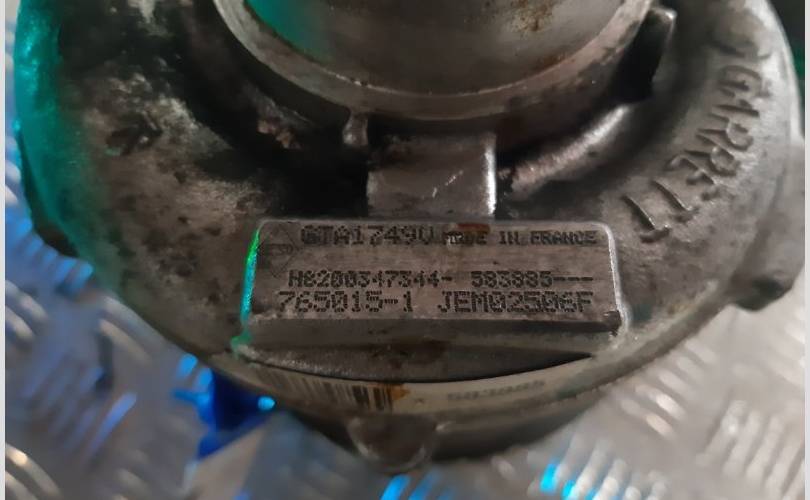 GARRETT
GTA1749V MADE IN FRANCE
H8200347344- 583885---
765015-1 JEM02506F